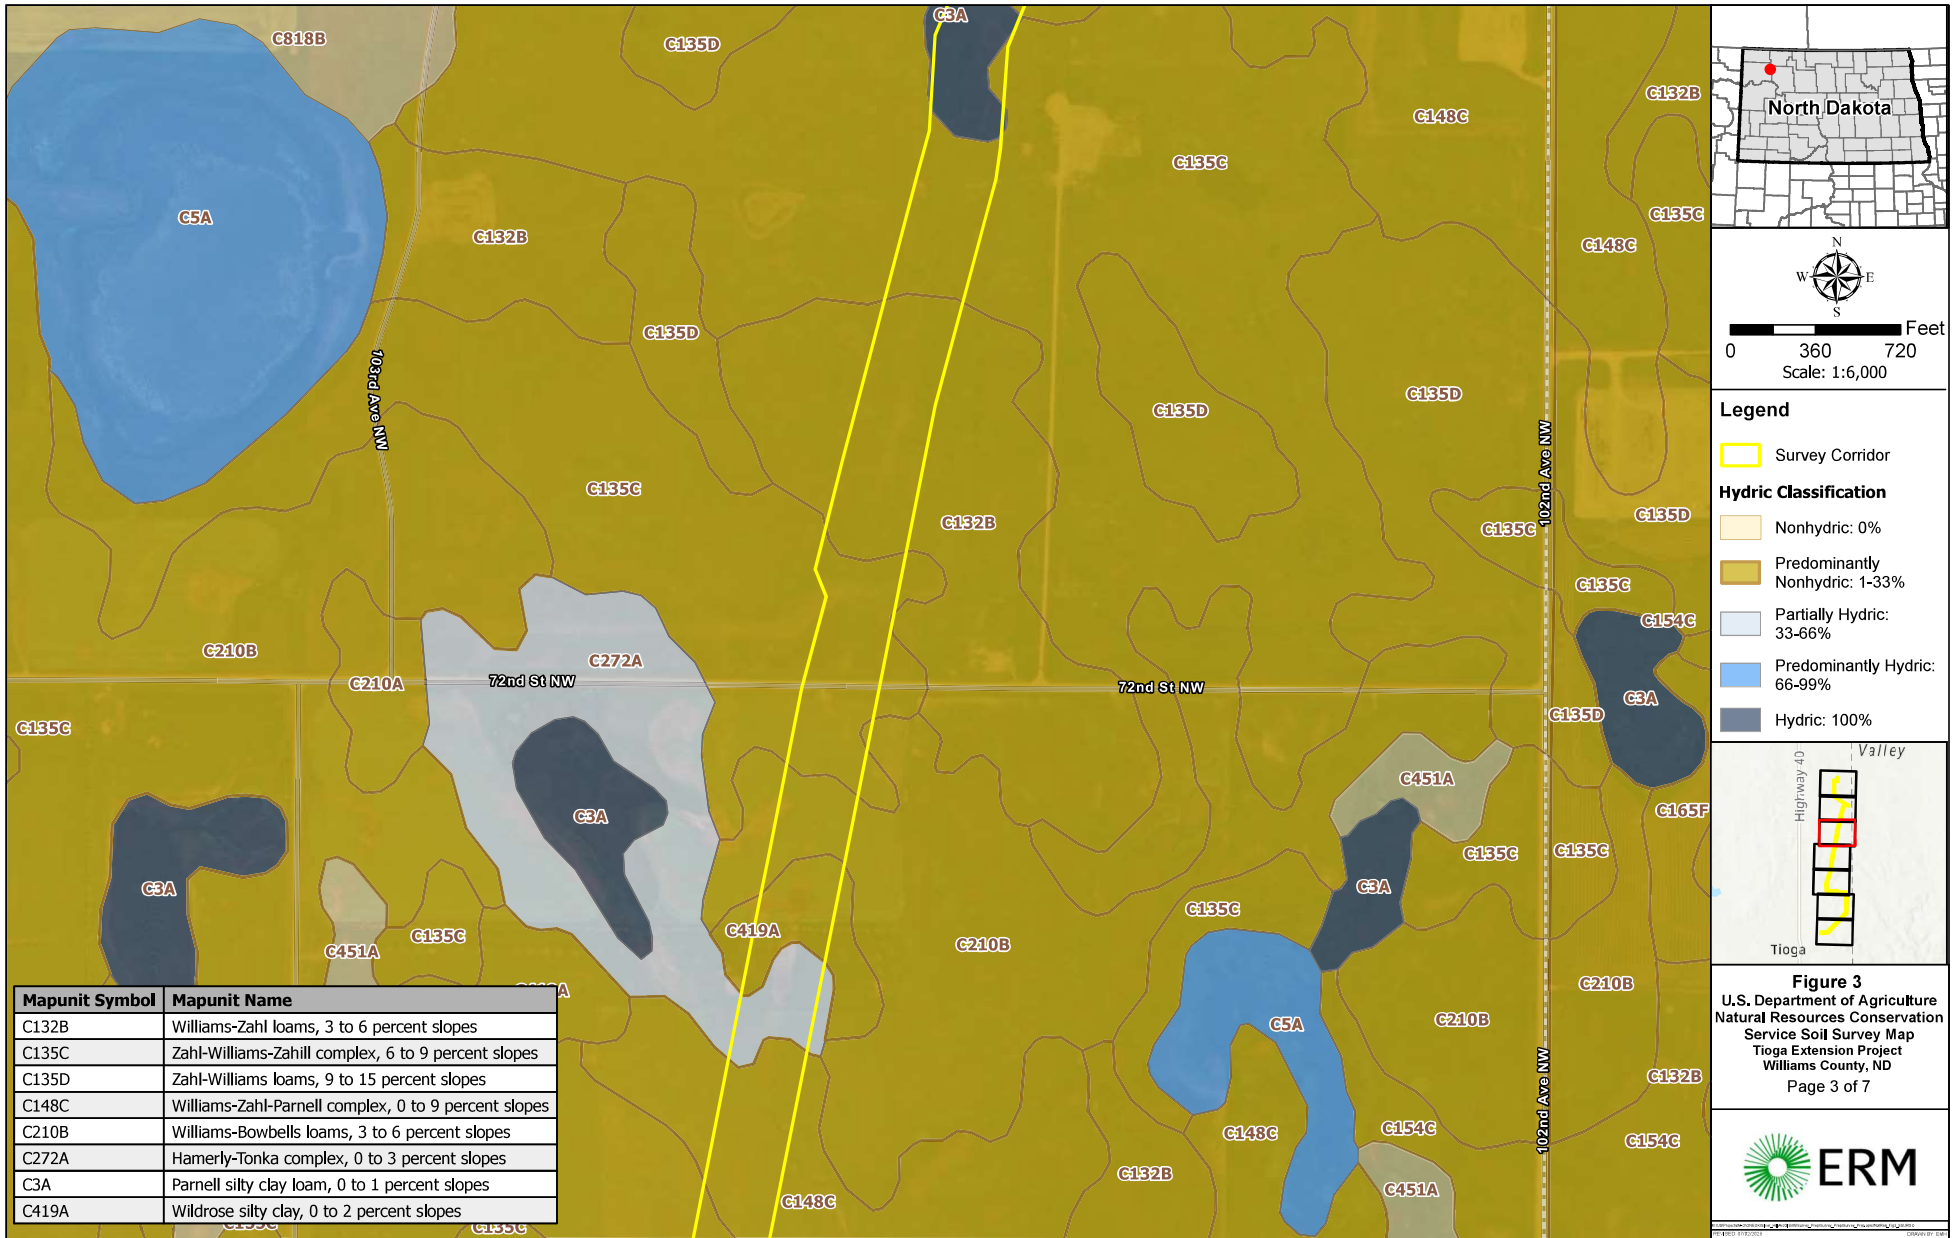 C3A
C818B
C135D
C132B
C148C
C135C
C5A
C132B
C135C
C148C
C135D
103rd Ave NW
C135D
C135D
102nd Ave NW
C135C
C132B
C135C
C135D
C135C
C154C
C210B
C272A
C210A
72nd St NW
72nd St NW
C3A
C135D
C135C
C451A
C165F
C3A
C135C
C135C
C3A
C3A
C135C
C419A
C135C
C210B
C451A
C210B
C5A
C210B
C132B
102nd Ave NW
C148C
C154C
C154C
C132B
C451A
C148C
C135C
C135C
Mapunit Symbol Mapunit Name
C132B Williams-Zahl loams, 3 to 6 percent slopes
C135C Zahl-Williams-Zahill complex, 6 to 9 percent slopes
C135D Zahl-Williams loams, 9 to 15 percent slopes
C148C Williams-Zahl-Parnell complex, 0 to 9 percent slopes
C210B Williams-Bowbells loams, 3 to 6 percent slopes
C272A Hamerly-Tonka complex, 0 to 3 percent slopes
C3A Parnell silty clay loam, 0 to 1 percent slopes
C419A Wildrose silty clay, 0 to 2 percent slopes
North Dakota
N
W E
S
Feet
0 360 720
Scale: 1:6,000
Legend
Survey Corridor
Hydric Classification
Nonhydric: 0%
Predominantly
Nonhydric: 1-33%
Partially Hydric:
33-66%
Predominantly Hydric:
66-99%
Hydric: 100%
Valley
Highway 40
Tioga
Figure 3
U.S. Department of Agriculture
Natural Resources Conservation
Service Soil Survey Map
Tioga Extension Project
Williams County, ND
Page 3 of 7
ERM